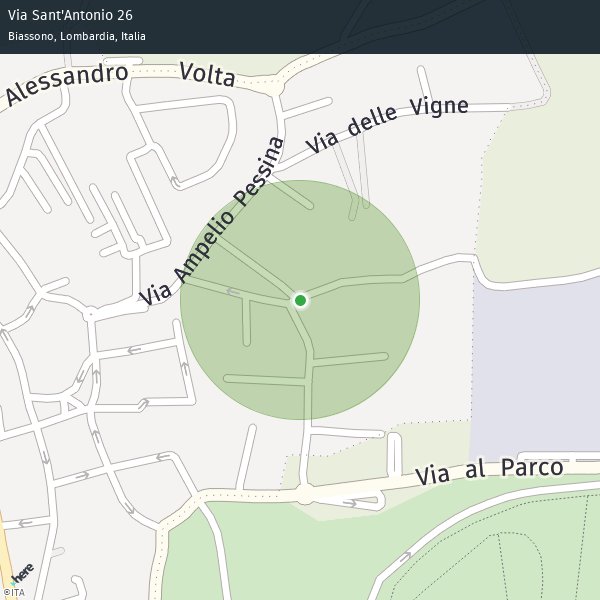 Via Sant'Antonio 26
Biassono, Lombardia, Italia
Alessandro Volta
Via delle Vigne
Via Ampelio Pessina
Via al Parco
here
©ITA